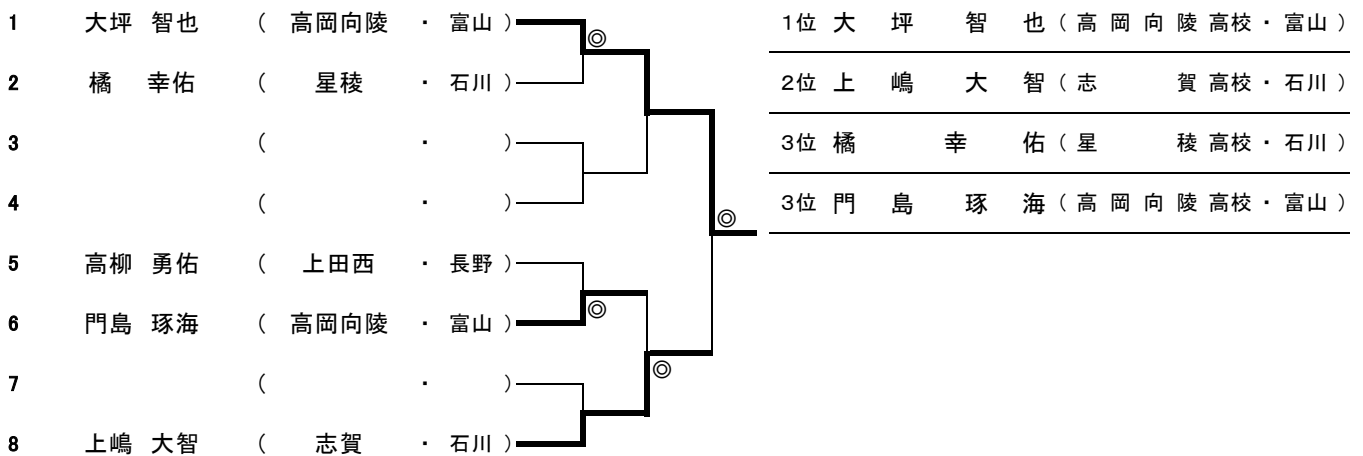 1 大坪 智也 ( 高岡向陵 ・ 富山 ) 1位 大坪智也 ( 高岡向陵高校・富山 )
◎
2 橘 幸佑 ( 星稜 ・ 石川 ) 2位 上嶋大智 ( 志賀高校・石川 )
3 ( ・ ) 3位 橘幸佑 ( 星稜高校・石川 )
4 ( ・ ) 3位 門島琢海 ( 高岡向陵高校・富山 )
◎
5 高柳 勇佑 ( 上田西 ・ 長野 )
◎
6 門島 琢海 ( 高岡向陵 ・ 富山 )
◎
7 ( ・ )
8 上嶋 大智 ( 志賀 ・ 石川 )